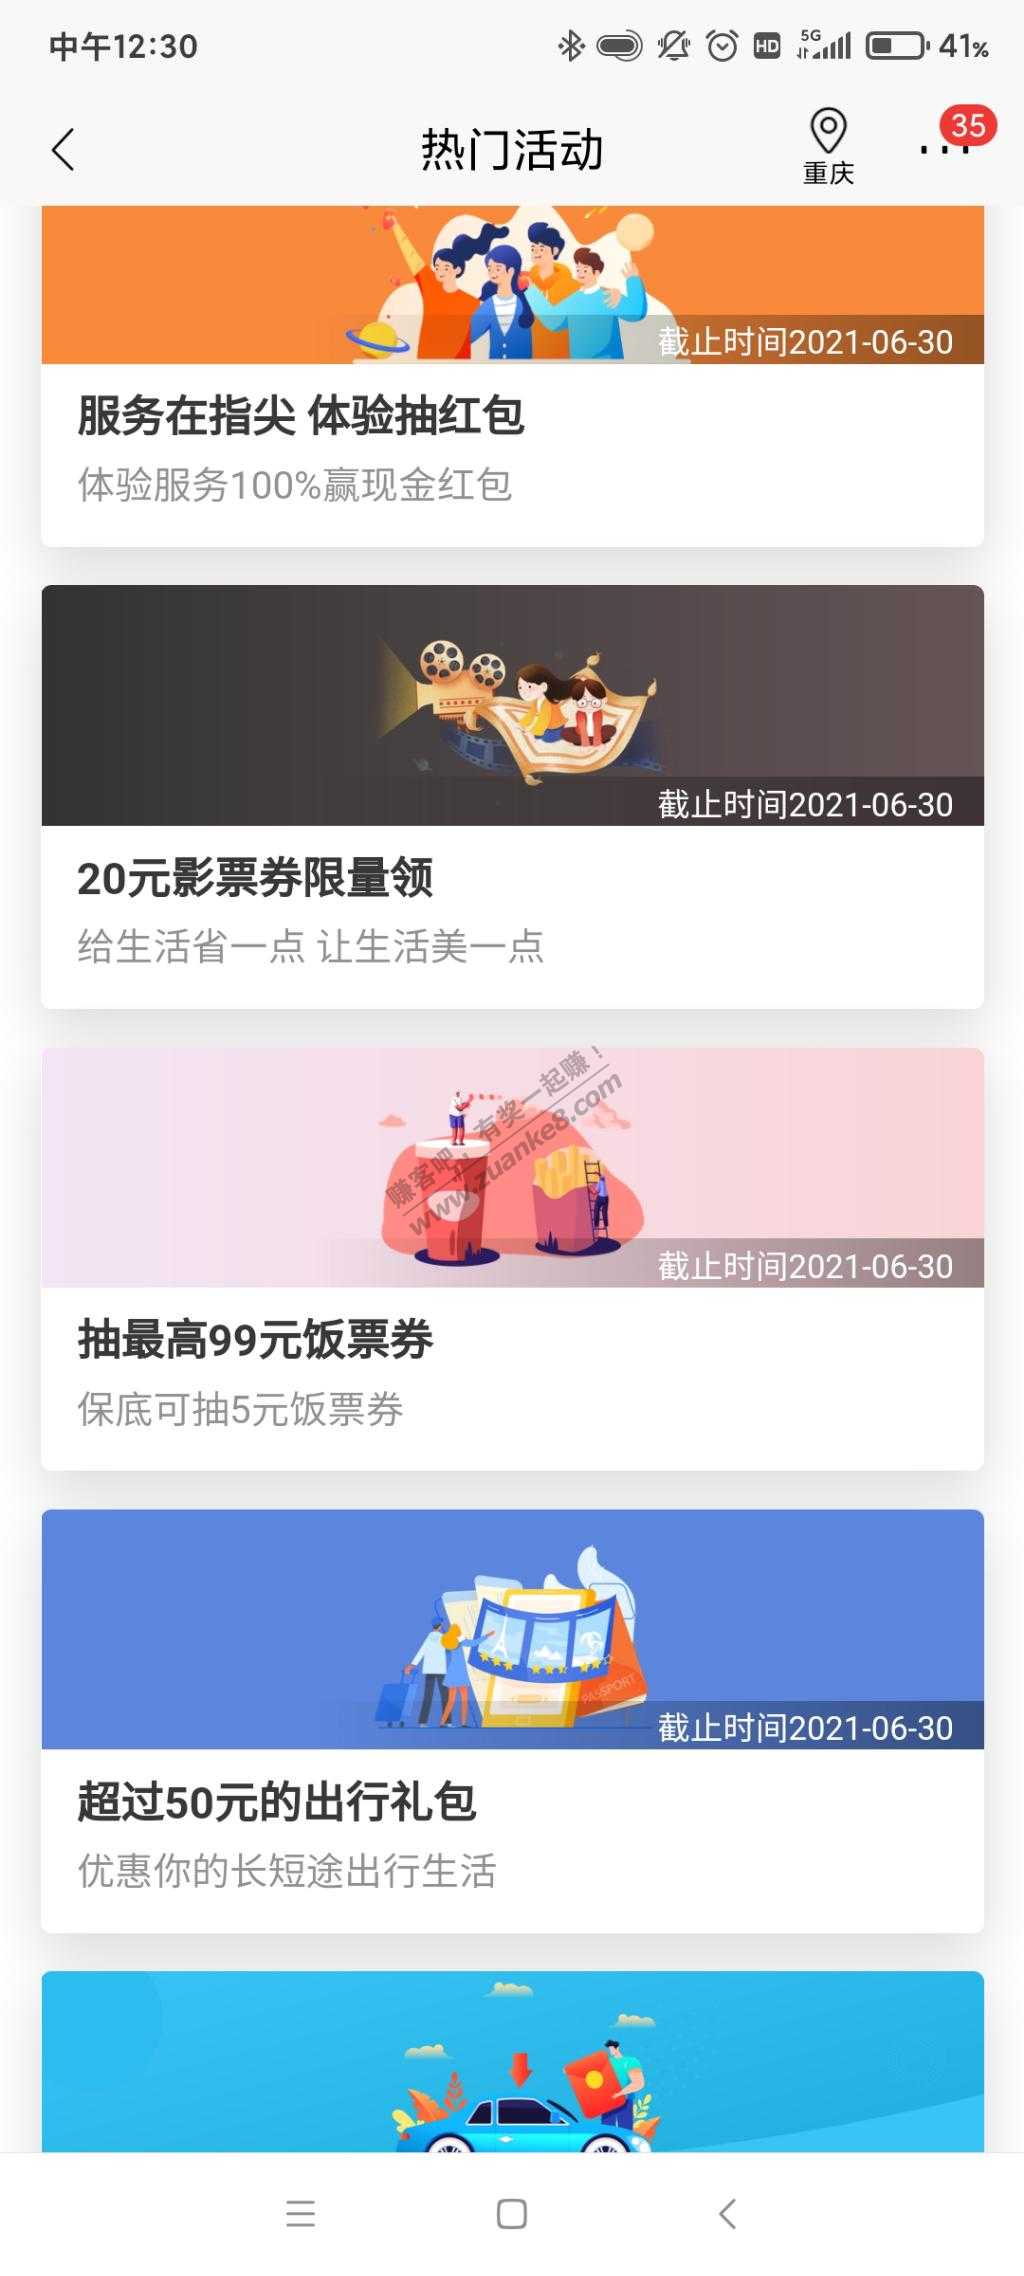 中午12:30
HD
5G
41%
热门活动
重庆
35
截止时间2021-06-30
服务在指尖 体验抽红包
体验服务100%赢现金红包
截止时间2021-06-30
20元影票券限量领
给生活省一点 让生活美一点
赚客吧，有奖一起赚！
www.zuanke8.com
截止时间2021-06-30
抽最高99元饭票券
保底可抽5元饭票券
PASSPORT
截止时间2021-06-30
超过50元的出行礼包
优惠你的长短途出行生活